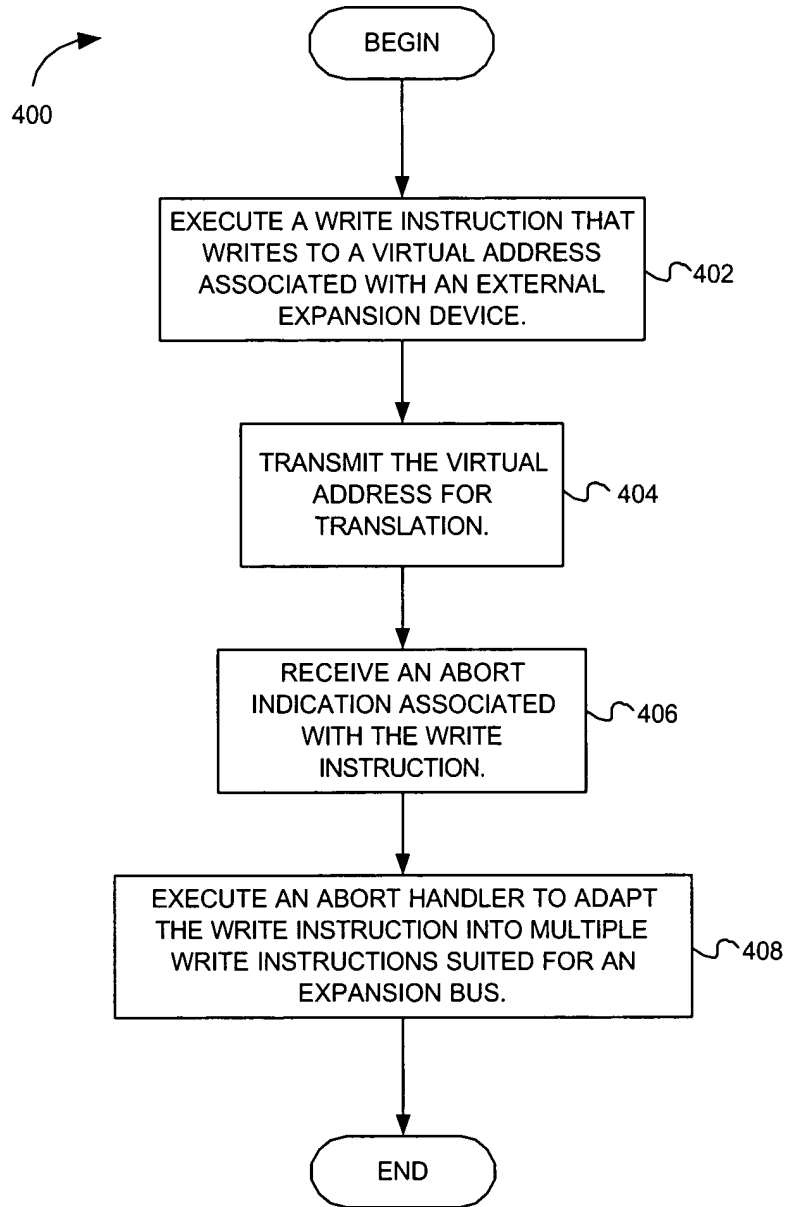 BEGIN
400
EXECUTE A WRITE INSTRUCTION THAT
WRITES TO A VIRTUAL ADDRESS
ASSOCIATED WITH AN EXTERNAL
EXPANSION DEVICE.
402
TRANSMIT THE VIRTUAL
ADDRESS FOR
TRANSLATION.
404
RECEIVE AN ABORT
INDICATION ASSOCIATED
WITH THE WRITE
INSTRUCTION.
406
EXECUTE AN ABORT HANDLER TO ADAPT
THE WRITE INSTRUCTION INTO MULTIPLE
WRITE INSTRUCTIONS SUITED FOR AN
EXPANSION BUS.
408
END